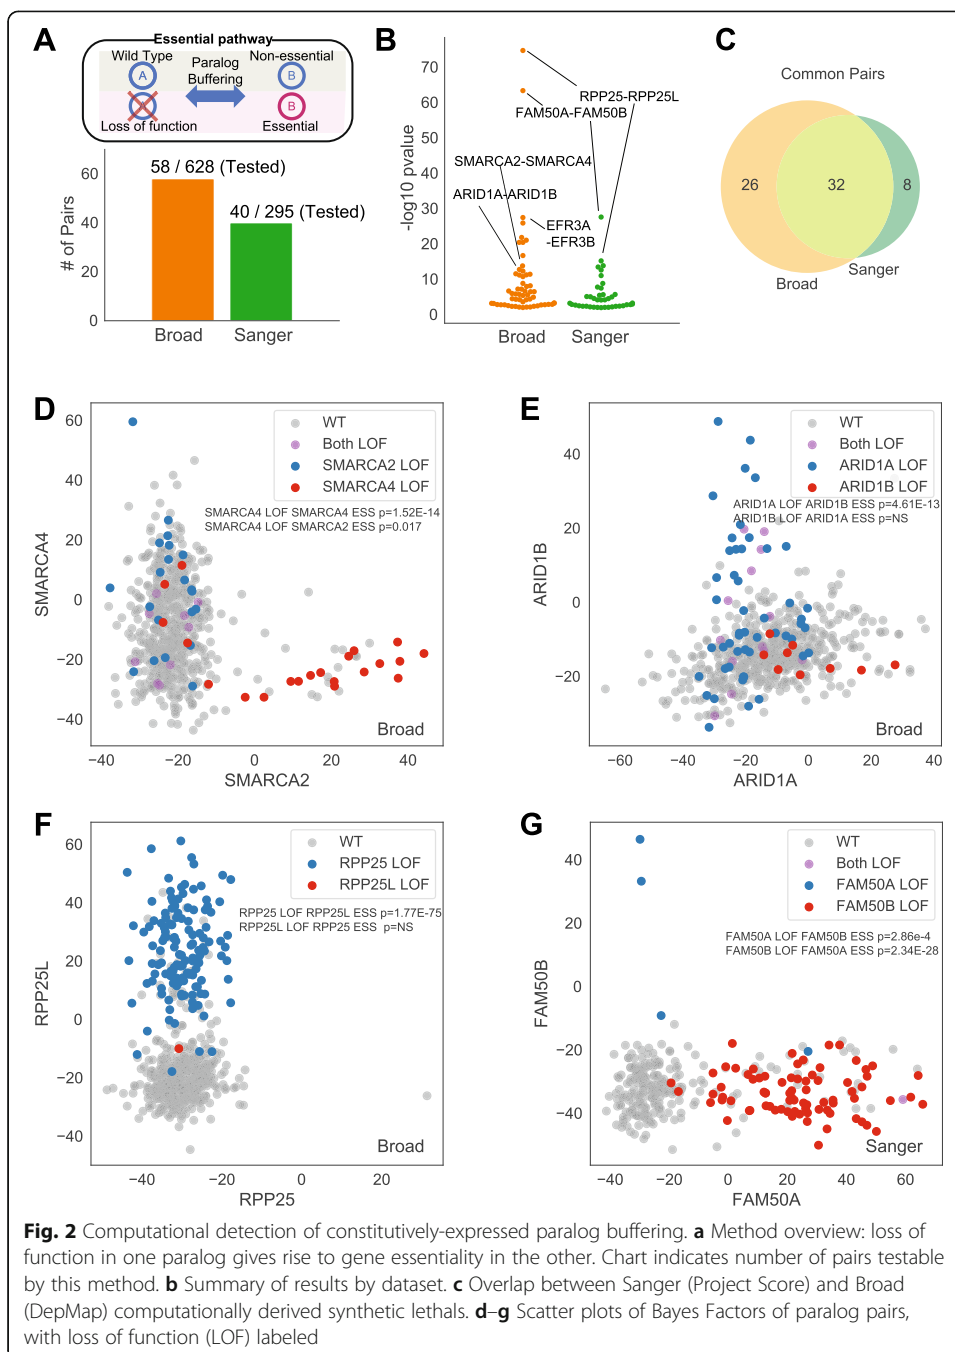 A
Essential pathway
Wild Type
Non-essential
Paralog
Buffering
A
B
A
B
Loss of function
Essential
# of Pairs
58 / 628 (Tested)
40 / 295 (Tested)
60
40
20
0
Broad
Sanger
B
-log10 pvalue
70
60
50
40
30
20
10
0
RPP25-RPP25L
FAM50A-FAM50B
SMARCA2-SMARCA4
ARID1A-ARID1B
EFR3A
-EFR3B
Broad
Sanger
C
Common Pairs
26
32
8
Sanger
Broad
D
SMARCA4
60
40
20
0
−20
−40
WT
Both LOF
SMARCA2 LOF
SMARCA4 LOF
SMARCA4 LOF SMARCA4 ESS p=1.52E-14
SMARCA4 LOF SMARCA2 ESS p=0.017
Broad
−40
−20
0
20
40
SMARCA2
E
ARID1B
40
20
0
−20
WT
Both LOF
ARID1A LOF
ARID1B LOF
ARID1A LOF ARID1B ESS p=4.61E-13
ARID1B LOF ARID1A ESS p=NS
Broad
−60
−40
−20
0
20
40
ARID1A
F
RPP25L
60
40
20
0
−20
−40
WT
RPP25 LOF
RPP25L LOF
RPP25 LOF RPP25L ESS p=1.77E-75
RPP25L LOF RPP25 ESS p=NS
Broad
−40
−20
0
20
RPP25
G
FAM50B
40
20
0
−20
−40
WT
Both LOF
FAM50A LOF
FAM50B LOF
FAM50A LOF FAM50B ESS p=2.86e-4
FAM50B LOF FAM50A ESS p=2.34E-28
Sanger
−40
−20
0
20
40
60
FAM50A
Fig. 2 Computational detection of constitutively-expressed paralog buffering. a Method overview: loss of
function in one paralog gives rise to gene essentiality in the other. Chart indicates number of pairs testable
by this method. b Summary of results by dataset. c Overlap between Sanger (Project Score) and Broad
(DepMap) computationally derived synthetic lethals. d–g Scatter plots of Bayes Factors of paralog pairs,
with loss of function (LOF) labeled